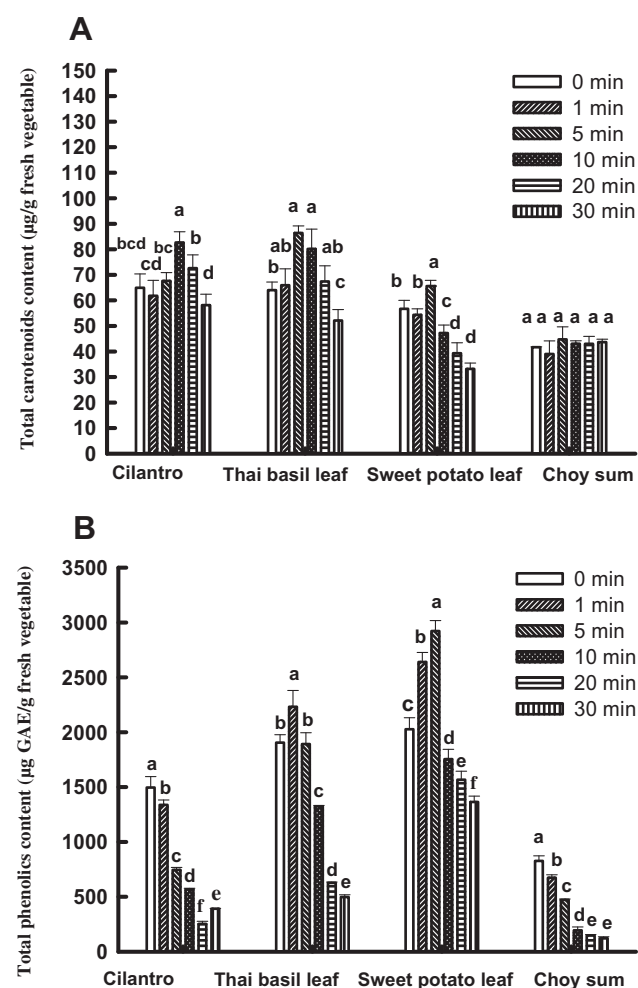 A
Total carotenoids content (µg/g fresh vegetable)
150
140
130
120
110
100
90
80
70
60
50
40
30
20
10
0
0 min
1 min
5 min
10 min
20 min
30 min
bcd cd bc a b d
b ab a a ab c
b b a c d d
a a a a a a
Cilantro Thai basil leaf Sweet potato leaf Choy sum
B
Total phenolics content (µg GAE/g fresh vegetable)
3500
3000
2500
2000
1500
1000
500
0
0 min
1 min
5 min
10 min
20 min
30 min
a b c d f e
b a b c d e
c b a d e f
a b c d e e
Cilantro Thai basil leaf Sweet potato leaf Choy sum